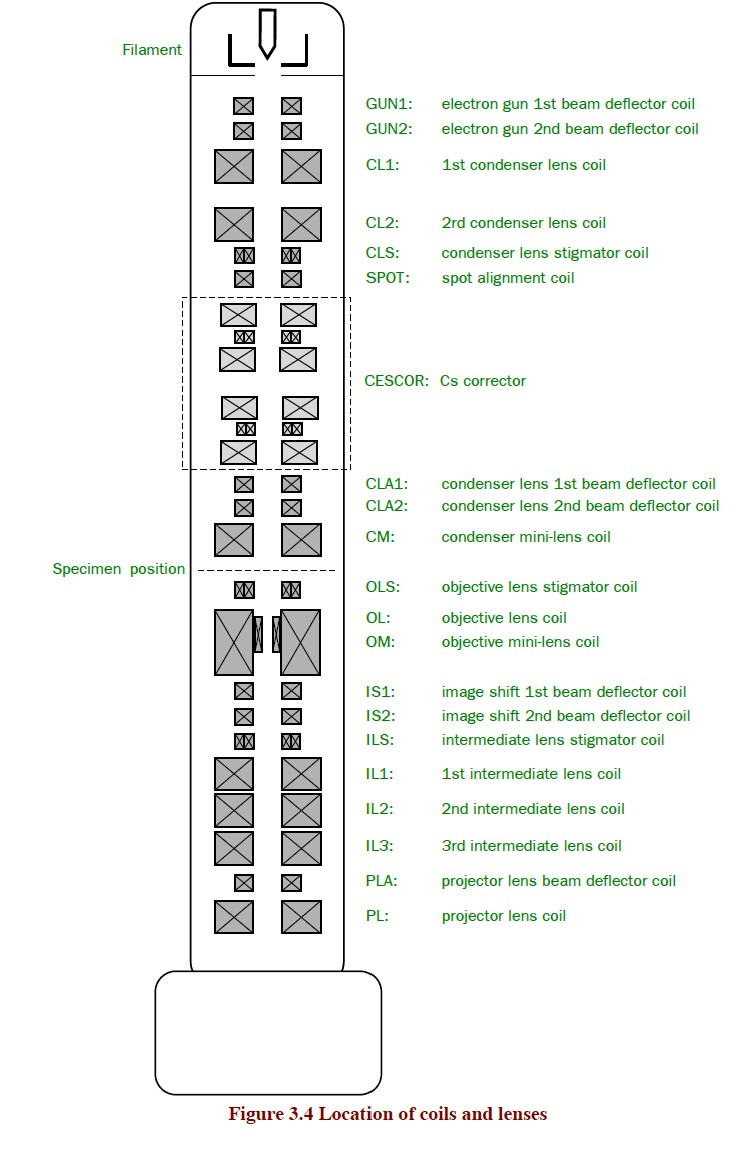 Filament
GUN1: electron gun 1st beam deflector coil
GUN2: electron gun 2nd beam deflector coil
CL1: 1st condenser lens coil
CL2: 2rd condenser lens coil
CLS: condenser lens stigmator coil
SPOT: spot alignment coil
CESCOR: Cs corrector
CLA1: condenser lens 1st beam deflector coil
CLA2: condenser lens 2nd beam deflector coil
CM: condenser mini-lens coil
Specimen position
OLS: objective lens stigmator coil
OL: objective lens coil
OM: objective mini-lens coil
IS1: image shift 1st beam deflector coil
IS2: image shift 2nd beam deflector coil
ILS: intermediate lens stigmator coil
IL1: 1st intermediate lens coil
IL2: 2nd intermediate lens coil
IL3: 3rd intermediate lens coil
PLA: projector lens beam deflector coil
PL: projector lens coil
Figure 3.4 Location of coils and lenses